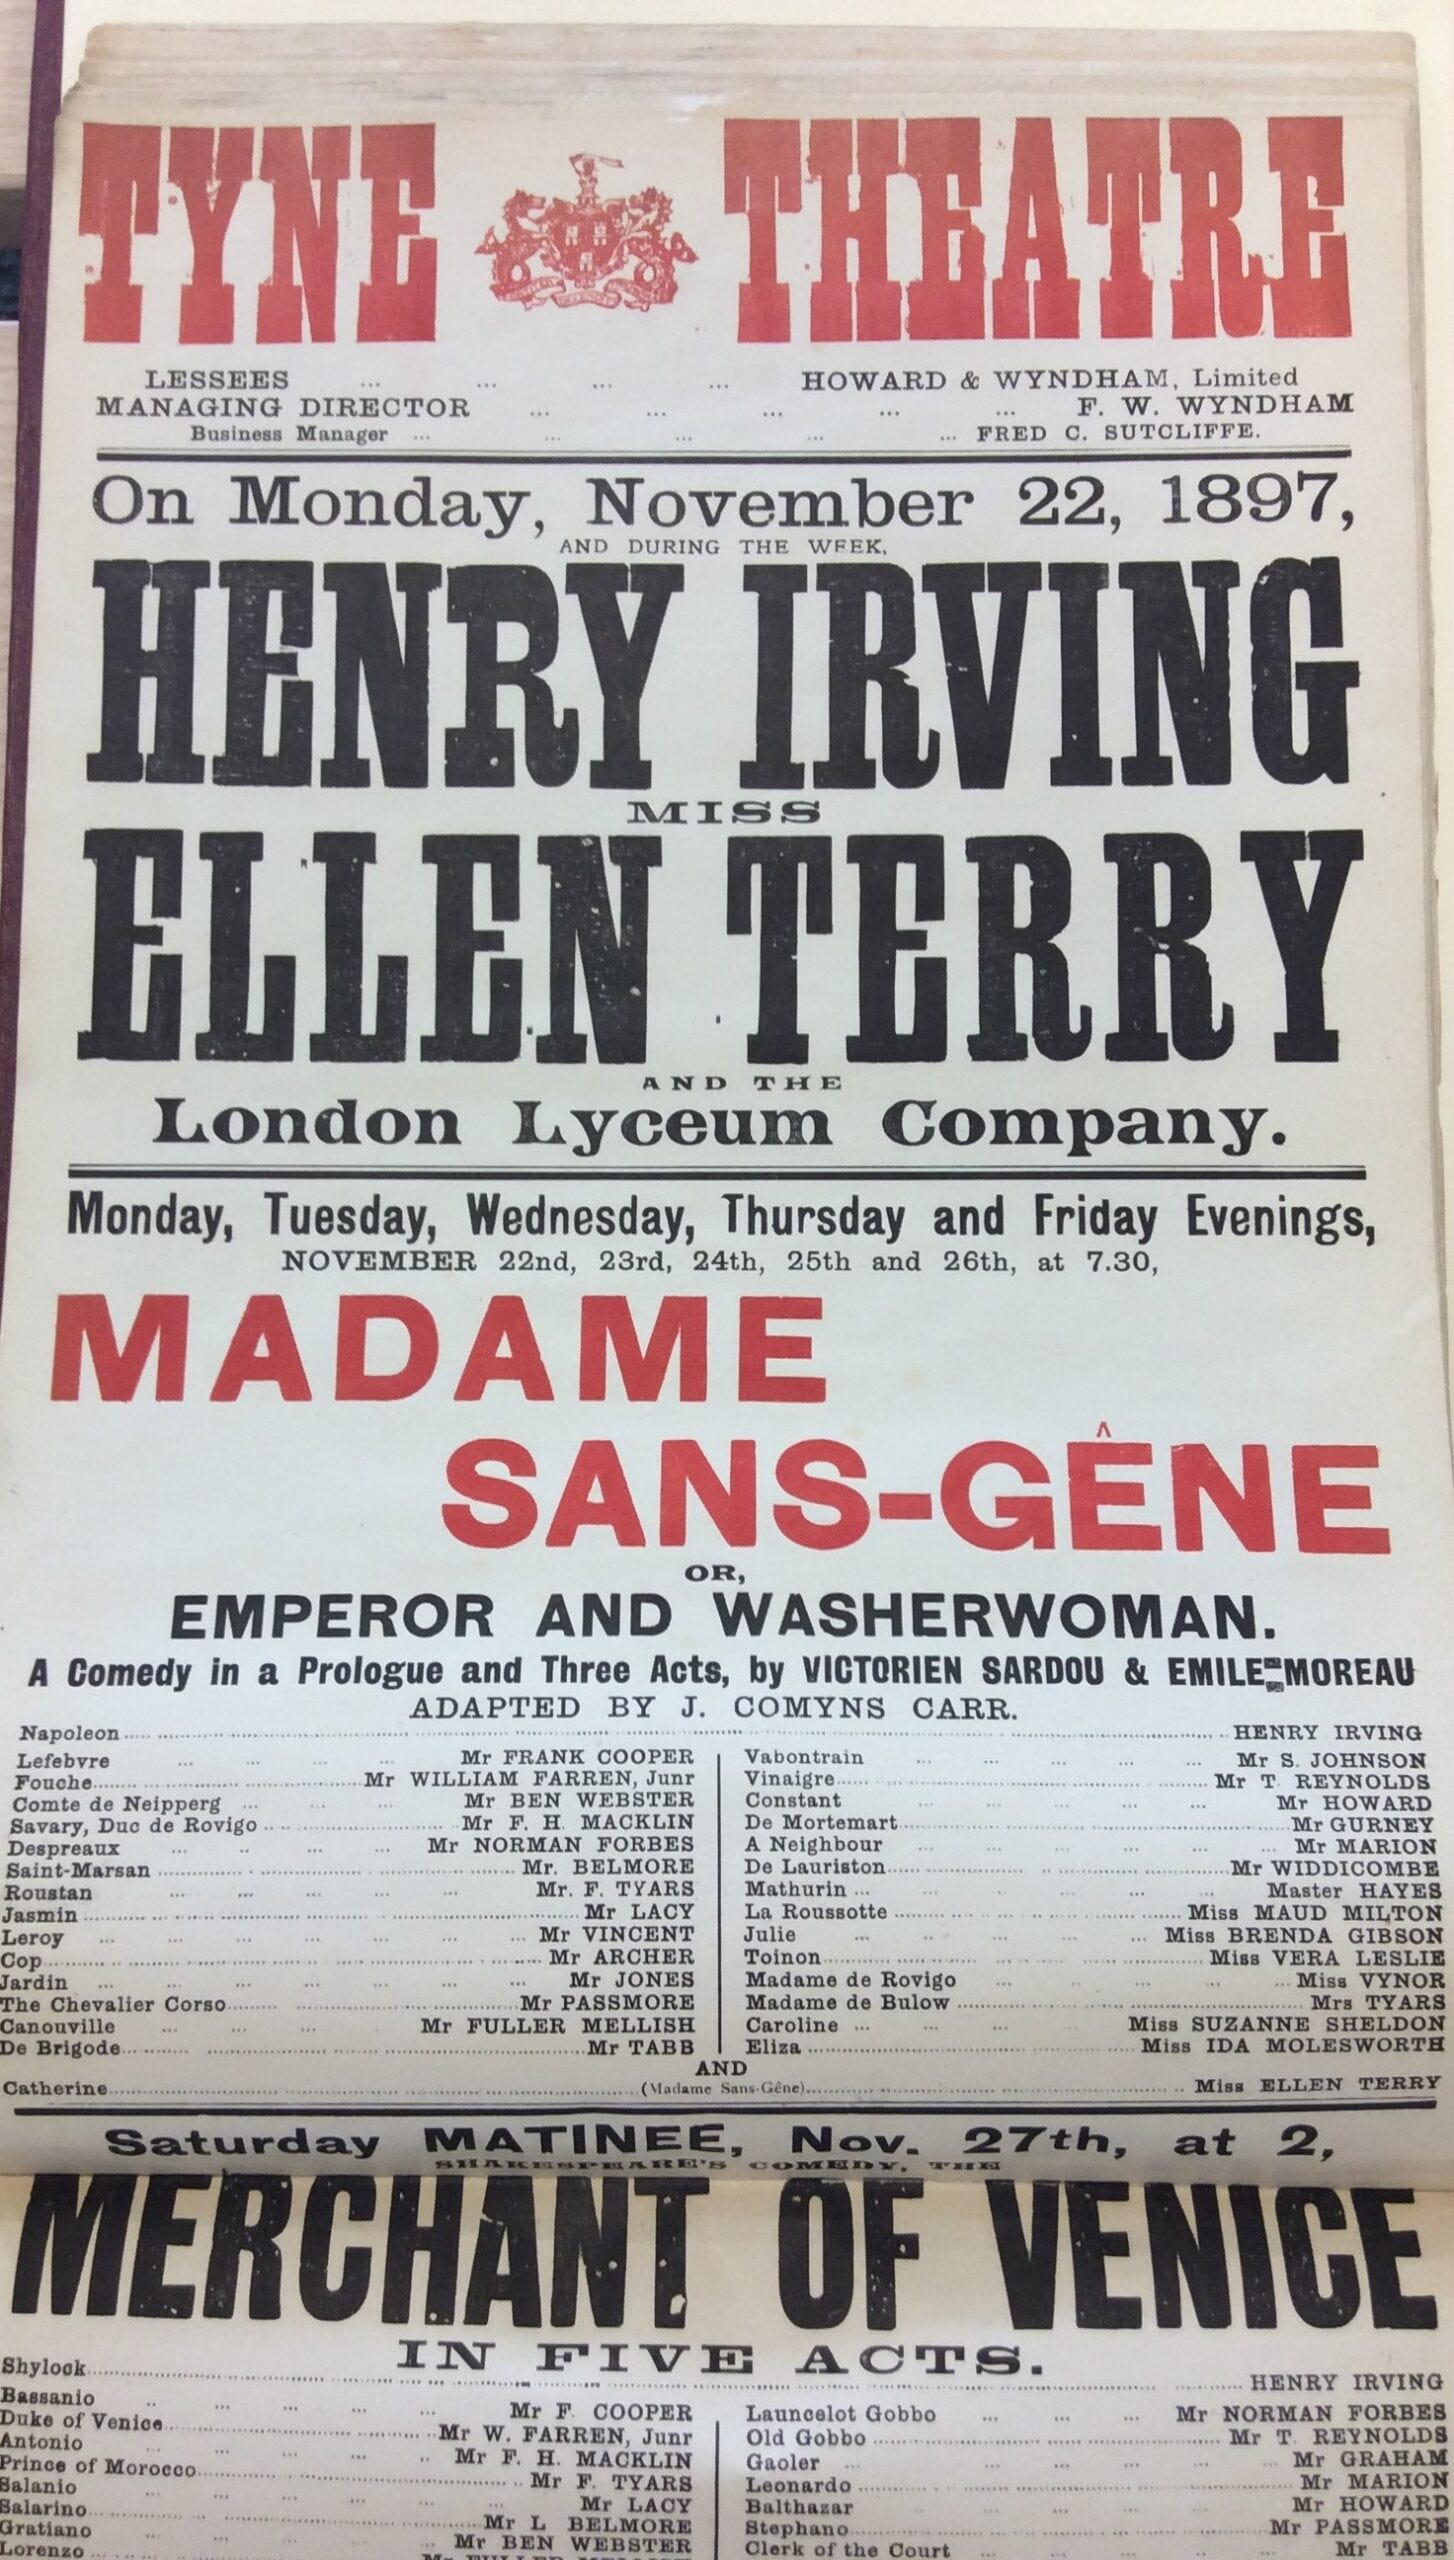 TYNE THEATRE
LESSEES ... ... ... ... HOWARD & WYNDHAM, Limited
MANAGING DIRECTOR ... ... ... ... ... F. W. WYNDHAM
Business Manager ... ... ... ... ... FRED C. SUTCLIFFE.
On Monday, November 22, 1897,
AND DURING THE WEEK,
HENRY IRVING
MISS
ELLEN TERRY
AND THE
London Lyceum Company.
Monday, Tuesday, Wednesday, Thursday and Friday Evenings,
NOVEMBER 22nd, 23rd, 24th, 25th and 26th, at 7.30,
MADAME
SANS-GÊNE
OR,
EMPEROR AND WASHERWOMAN.
A Comedy in a Prologue and Three Acts, by VICTORIEN SARDOU & EMILE MOREAU
ADAPTED BY J. COMYNS CARR.
Napoleon ... HENRY IRVING
Lefebvre ... Mr FRANK COOPER
Fouche ... Mr WILLIAM FARREN, Junr
Comte de Neipperg ... Mr BEN WEBSTER
Savary, Duc de Rovigo ... Mr F. H. MACKLIN
Despreaux ... Mr NORMAN FORBES
Saint-Marsan ... Mr. BELMORE
Roustan ... Mr. F. TYARS
Jasmin ... Mr LACY
Leroy ... Mr VINCENT
Cop ... Mr ARCHER
Jardin ... Mr JONES
The Chevalier Corso ... Mr PASSMORE
Canouville ... Mr FULLER MELLISH
De Brigode ... Mr TABB
Vabontrain ... Mr S. JOHNSON
Vinaigre ... Mr T. REYNOLDS
Constant ... Mr HOWARD
De Mortemart ... Mr GURNEY
A Neighbour ... Mr MARION
De Lauriston ... Mr WIDDICOMBE
Mathurin ... Master HAYES
La Roussotte ... Miss MAUD MILTON
Julie ... Miss BRENDA GIBSON
Toinon ... Miss VERA LESLIE
Madame de Rovigo ... Miss VYNOR
Madame de Bulow ... Mrs TYARS
Caroline ... Miss SUZANNE SHELDON
Eliza ... Miss IDA MOLESWORTH
AND
Catherine ... (Madame Sans-Gêne) ... Miss ELLEN TERRY
Saturday MATINEE, Nov. 27th, at 2,
SHAKESPEARE'S COMEDY, THE
MERCHANT OF VENICE
IN FIVE ACTS.
Shylock ... HENRY IRVING
Bassanio ... Mr F. COOPER
Duke of Venice ... Mr W. FARREN, Junr
Antonio ... Mr F. H. MACKLIN
Prince of Morocco ... Mr F. TYARS
Salanio ... Mr LACY
Salarino ... Mr L BELMORE
Gratiano ... Mr BEN WEBSTER
Lorenzo ... Mr FULLER MELLISH
Launcelot Gobbo ... Mr NORMAN FORBES
Old Gobbo ... Mr T. REYNOLDS
Gaoler ... Mr GRAHAM
Leonardo ... Mr MARION
Balthazar ... Mr HOWARD
Stephano ... Mr PASSMORE
Clerk of the Court ... Mr TABB